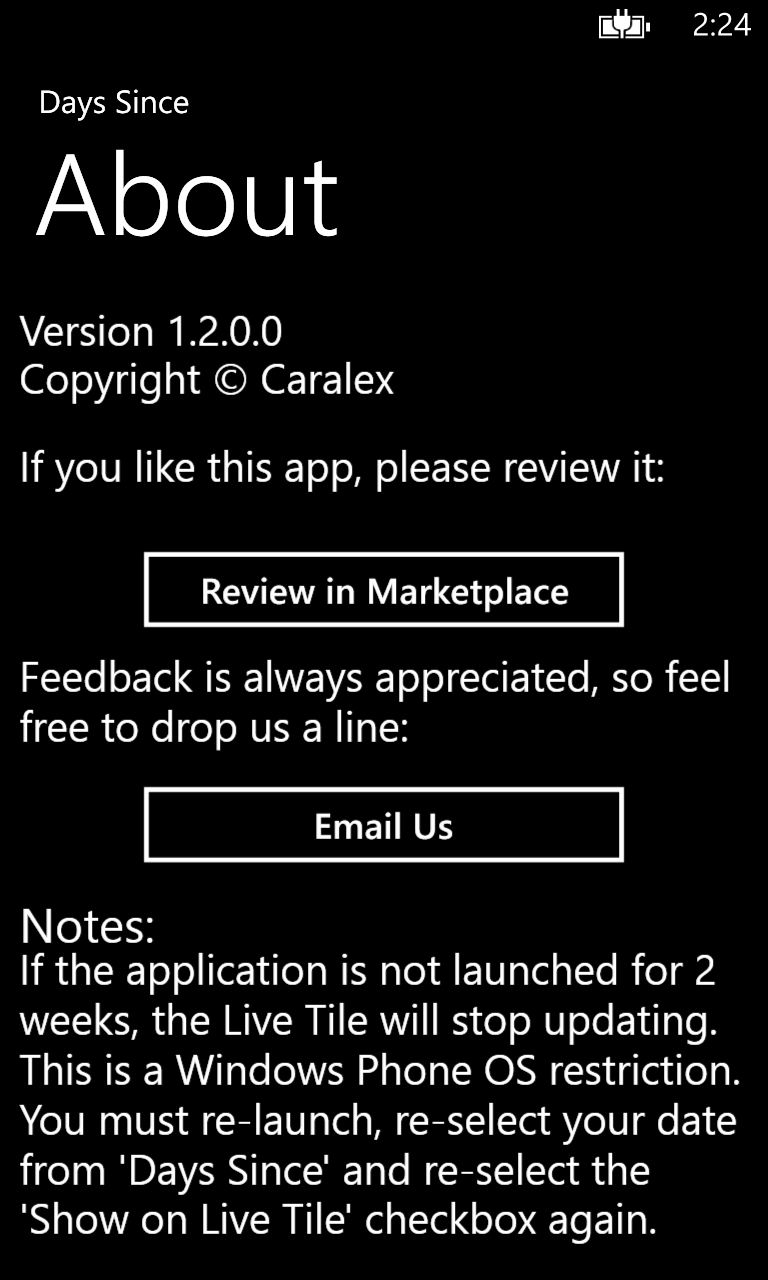 2:24
Days Since
About
Version 1.2.0.0
Copyright © Caralex
If you like this app, please review it:
Review in Marketplace
Feedback is always appreciated, so feel
free to drop us a line:
Email Us
Notes:
If the application is not launched for 2
weeks, the Live Tile will stop updating.
This is a Windows Phone OS restriction.
You must re-launch, re-select your date
from 'Days Since' and re-select the
'Show on Live Tile' checkbox again.